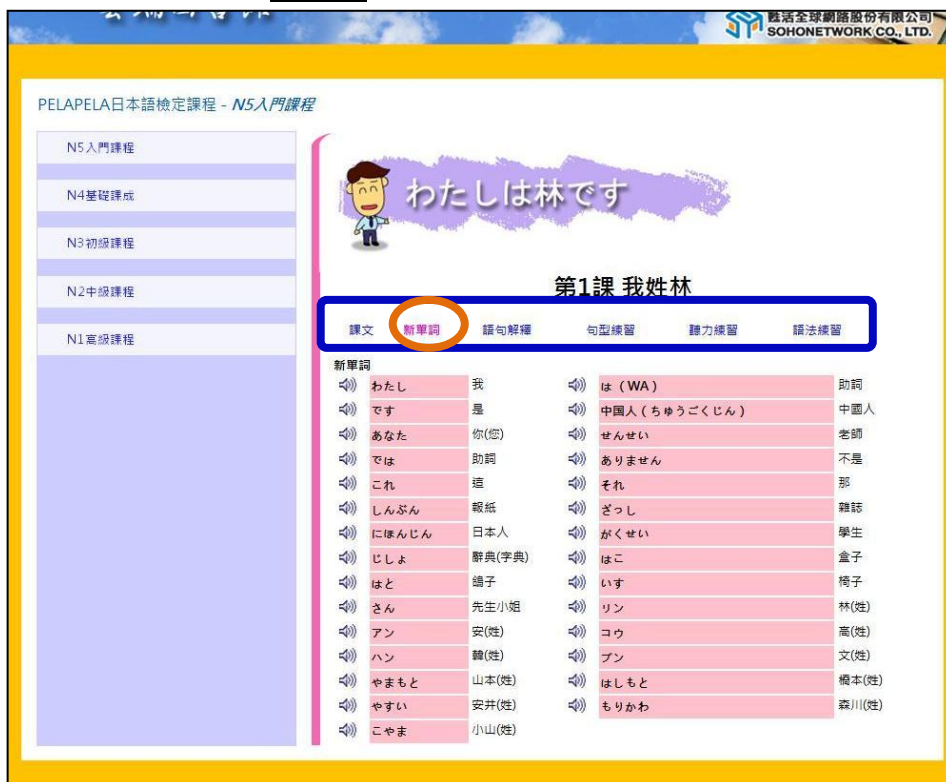 甦活全球網路股份有限公司
SOHONETWORK CO., LTD.
PELAPELA日本語檢定課程 - N5入門課程
N5入門課程
N4基礎課成
N3初級課程
N2中級課程
N1高級課程
わたしは林です
第1課 我姓林
課文 新單詞 語句解釋 句型練習 聽力練習 語法練習
新單詞
わたし 我 は(WA) 助詞
です 是 中国人(ちゅうごくじん) 中國人
あなた 你(您) せんせい 老師
では 助詞 ありません 不是
これ 這 それ 那
しんぶん 報紙 ざっし 雜誌
にほんじん 日本人 がくせい 學生
じしょ 辭典(字典) はこ 盒子
はと 鴿子 いす 椅子
さん 先生小姐 リン 林(姓)
アン 安(姓) コウ 高(姓)
ハン 韓(姓) ブン 文(姓)
やまもと 山本(姓) はしもと 橋本(姓)
やすい 安井(姓) もりかわ 森川(姓)
こやま 小山(姓)